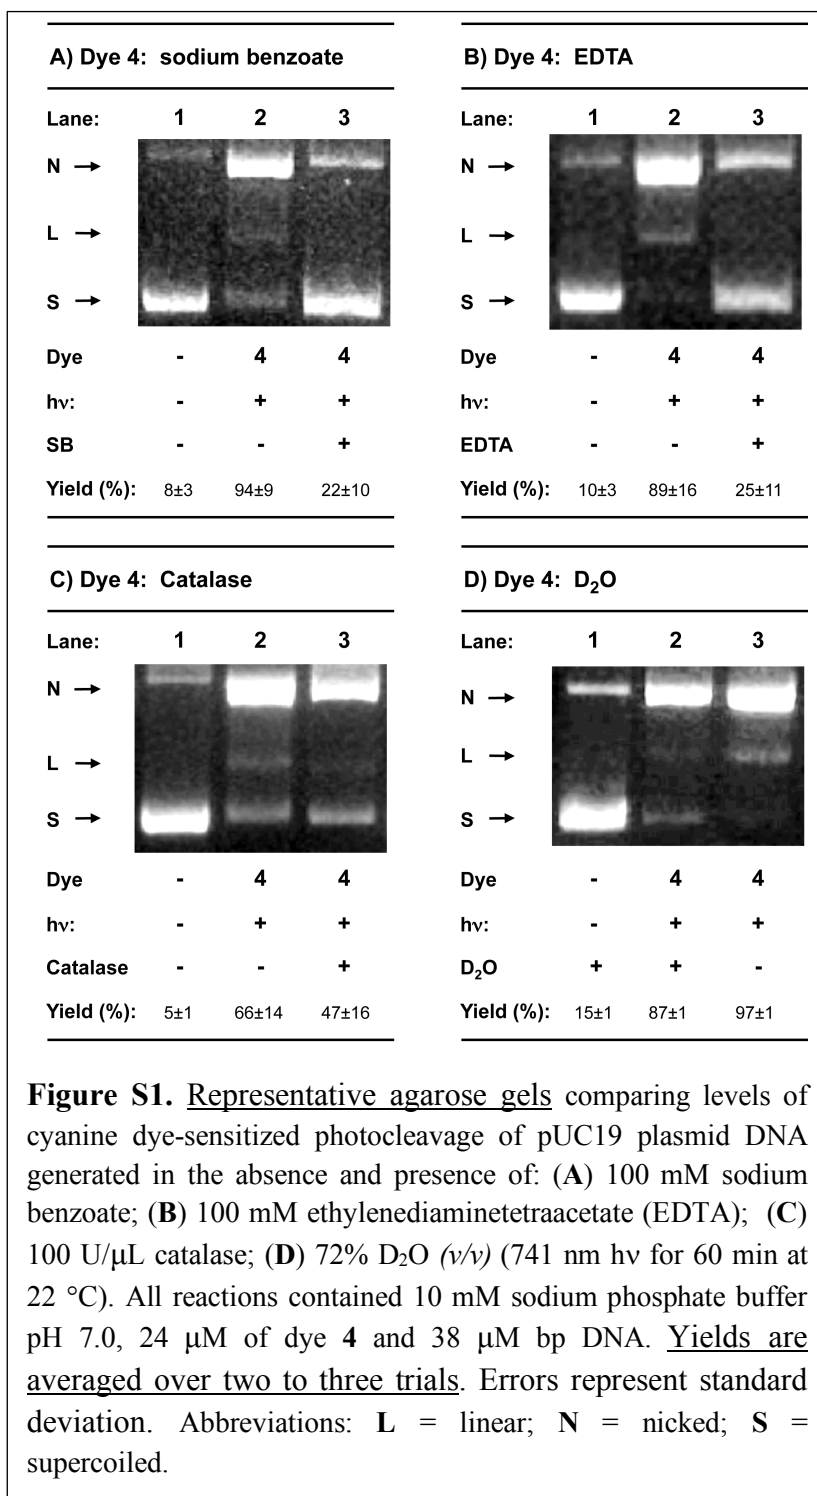 A) Dye 4: sodium benzoate
Lane: 1 2 3
N →
L →
S →
Dye - 4 4
hν: - + +
SB - - +
Yield (%): 8±3 94±9 22±10
B) Dye 4: EDTA
Lane: 1 2 3
N →
L →
S →
Dye - 4 4
hν: - + +
EDTA - - +
Yield (%): 10±3 89±16 25±11
C) Dye 4: Catalase
Lane: 1 2 3
N →
L →
S →
Dye - 4 4
hν: - + +
Catalase - - +
Yield (%): 5±1 66±14 47±16
D) Dye 4: D₂O
Lane: 1 2 3
N →
L →
S →
Dye - 4 4
hν: - + +
D₂O + + -
Yield (%): 15±1 87±1 97±1
Figure S1. Representative agarose gels comparing levels of
cyanine dye-sensitized photocleavage of pUC19 plasmid DNA
generated in the absence and presence of: (A) 100 mM sodium
benzoate; (B) 100 mM ethylenediaminetetraacetate (EDTA); (C)
100 U/μL catalase; (D) 72% D₂O (v/v) (741 nm hν for 60 min at
22 °C). All reactions contained 10 mM sodium phosphate buffer
pH 7.0, 24 μM of dye 4 and 38 μM bp DNA. Yields are
averaged over two to three trials. Errors represent standard
deviation. Abbreviations: L = linear; N = nicked; S =
supercoiled.